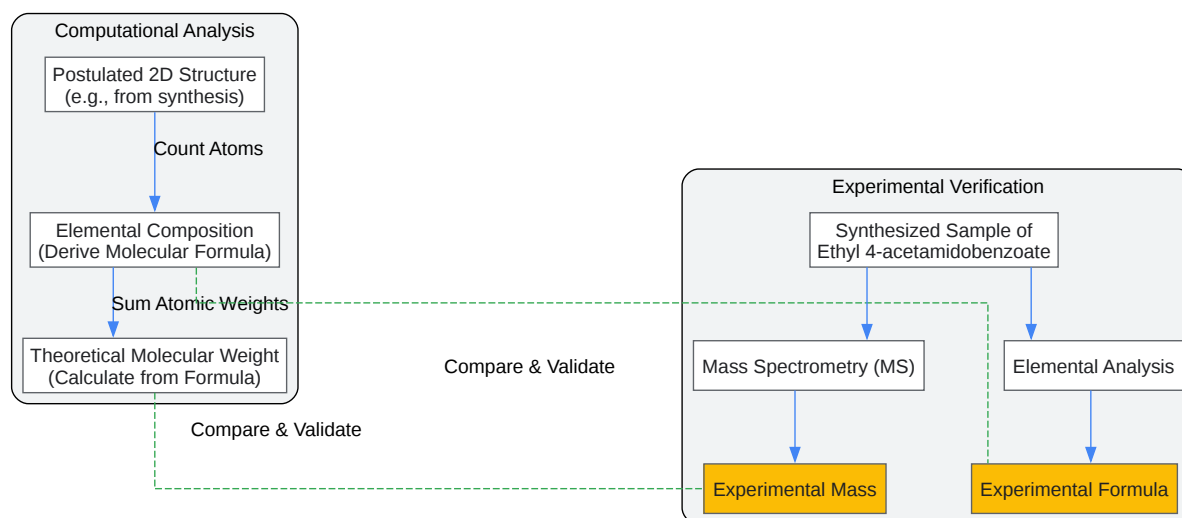 Computational Analysis
Postulated 2D Structure
(e.g., from synthesis)
Count Atoms
Elemental Composition
(Derive Molecular Formula)
Sum Atomic Weights
Theoretical Molecular Weight
(Calculate from Formula)
Compare & Validate
Compare & Validate
Experimental Verification
Synthesized Sample of
Ethyl 4-acetamidobenzoate
Mass Spectrometry (MS)
Elemental Analysis
Experimental Mass
Experimental Formula